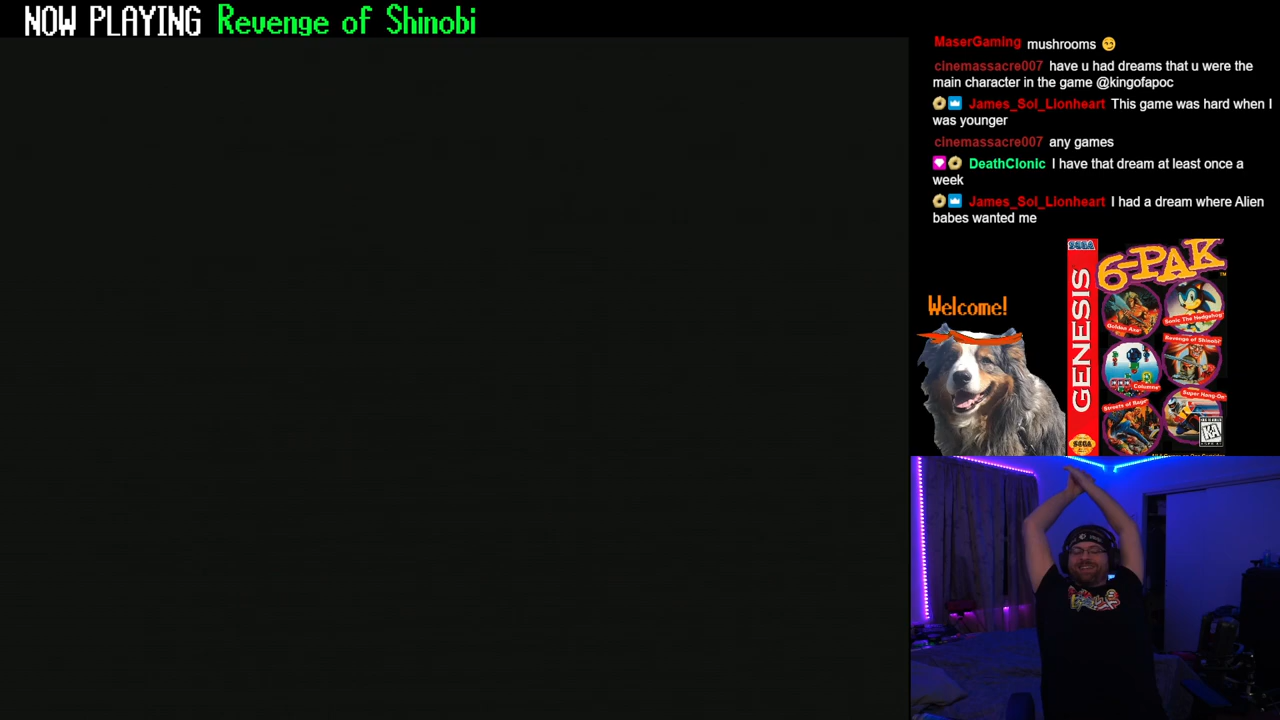 NOW PLAYING Revenge of Shinobi
MaserGaming mushrooms 😏
cinemassacre007 have u had dreams that u were the
main character in the game @kingofapoc
James_Sol_Lionheart This game was hard when I
was younger
cinemassacre007 any games
DeathClonic I have that dream at least once a
week
James_Sol_Lionheart I had a dream where Alien
babes wanted me
Welcome!
SEGA
GENESIS
6-PAK
TM
Golden Axe
Sonic The Hedgehog
Revenge of Shinobi
Columns
Super Hang-On
Streets of Rage
K-A
SEGA